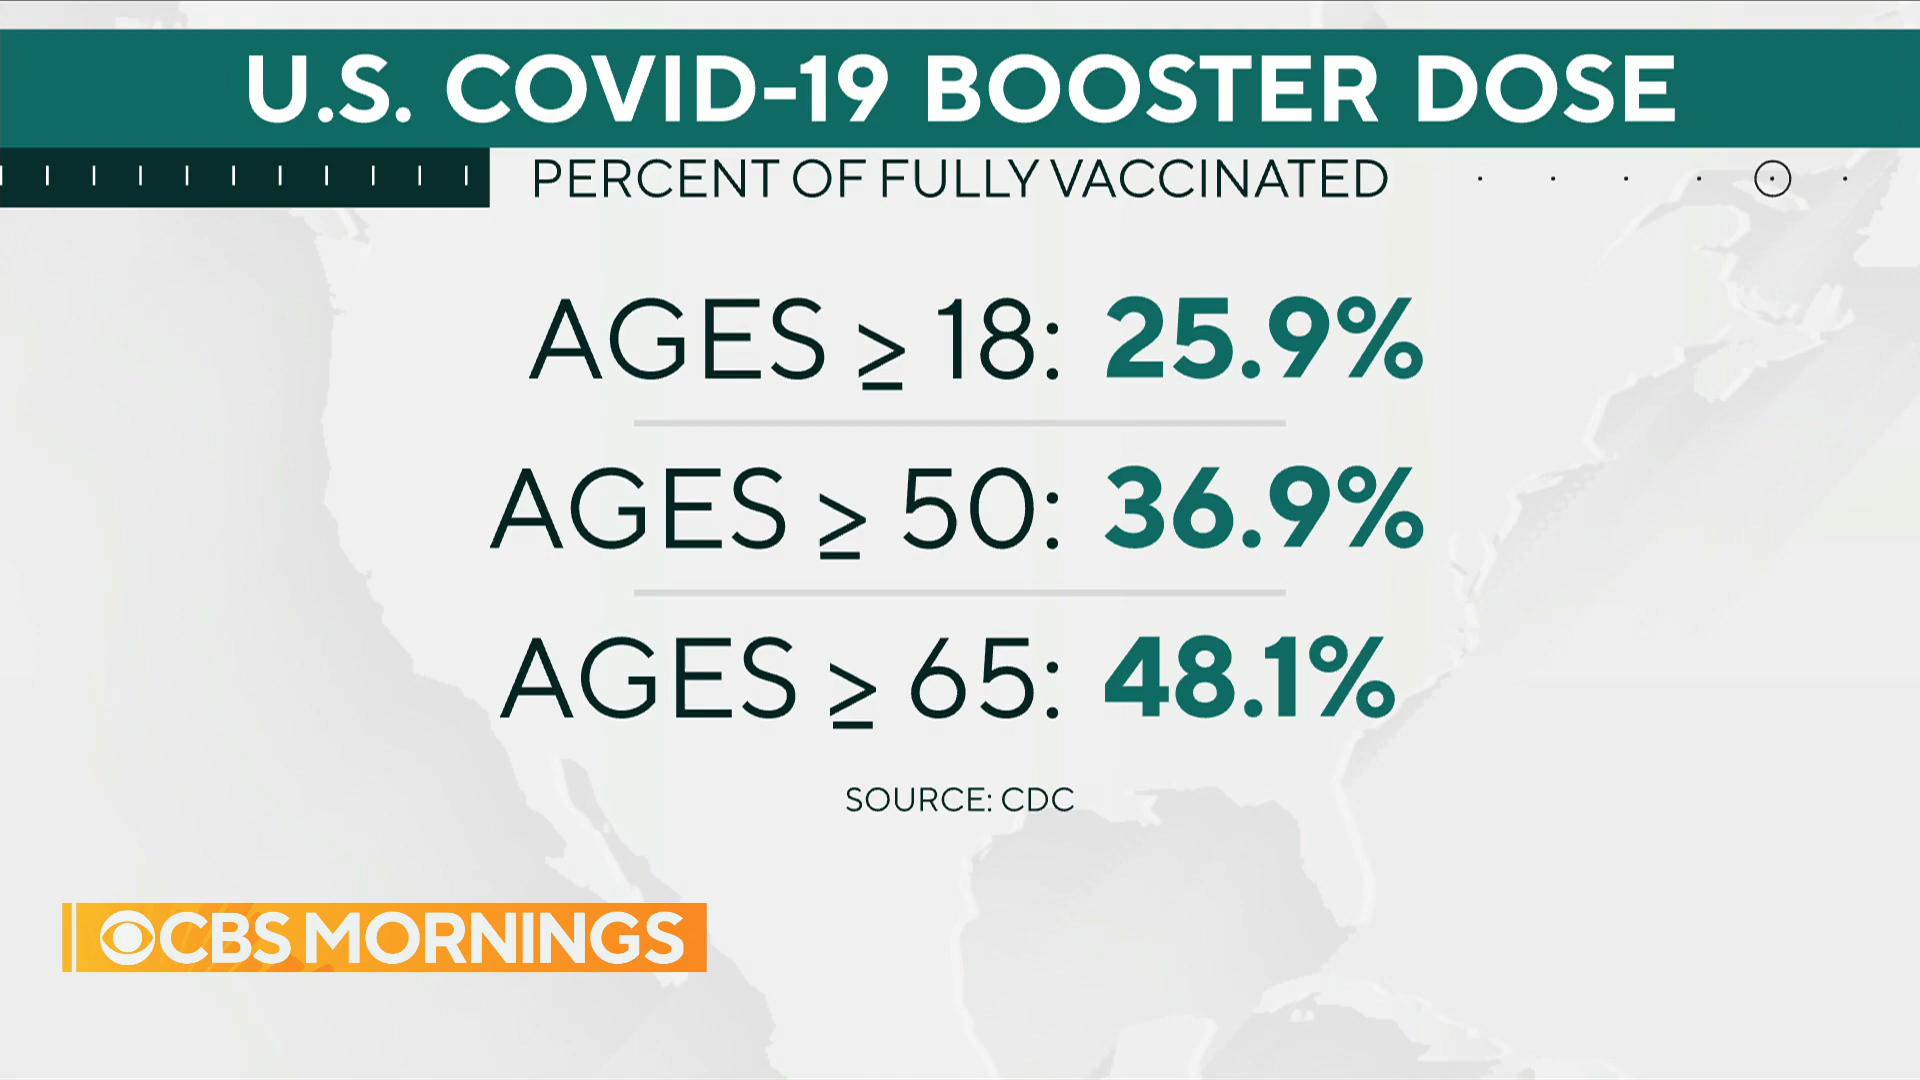 U.S. COVID-19 BOOSTER DOSE
PERCENT OF FULLY VACCINATED
AGES ≥ 18: 25.9%
AGES ≥ 50: 36.9%
AGES ≥ 65: 48.1%
SOURCE: CDC
CBS MORNINGS